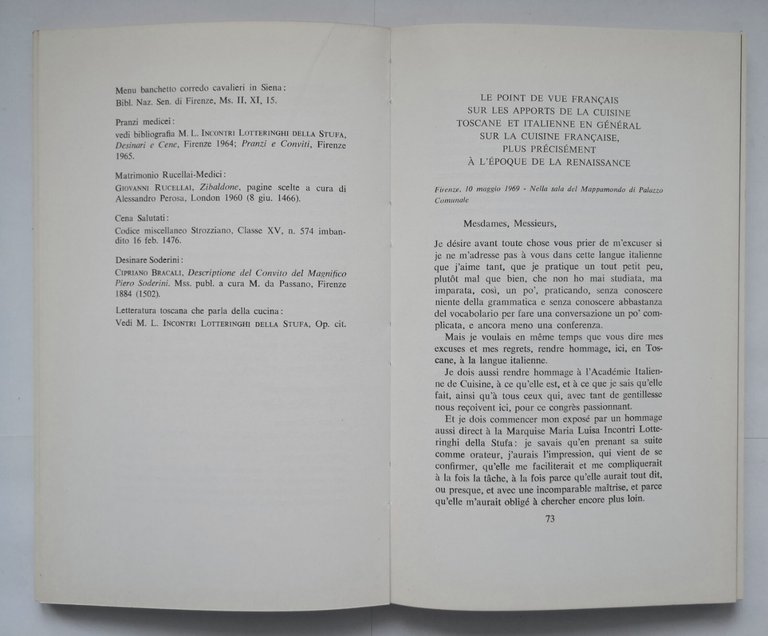 Menu banchetto corredo cavalieri in Siena:
Bibl. Naz. Sen. di Firenze, Ms. II. XI, 15.
Pranzi medicei:
vedi bibliografia M. L. Incontri Lotteringhi della Stufa,
Desinari e Cene, Firenze 1964; Pranzi e Conviti, Firenze
1965.
Matrimonio Rucellai-Medici:
Giovanni Rucellai, Zibaldone, pagine scelte a cura di
Alessandro Perosa, London 1960 (8 giu. 1466).
Cena Salutati:
Codice miscellaneo Strozziano, Classe XV, n. 574 imban-
dito 16 feb. 1476.
Desinare Soderini:
Cipriano Bracali, Descriptione del Convito del Magnifico
Piero Soderini. Mss. publ. a cura M. da Passano, Firenze
1884 (1502).
Letteratura toscana che parla della cucina:
Vedi M. L. Incontri Lotteringhi della Stufa, Op. cit.
LE POINT DE VUE FRANÇAIS
SUR LES APPORTS DE LA CUISINE
TOSCANE ET ITALIENNE EN GÉNÉRAL
SUR LA CUISINE FRANÇAISE,
PLUS PRÉCISÉMENT
À L'ÉPOQUE DE LA RENAISSANCE
Firenze, 10 maggio 1969 - Nella sala del Mappamondo di Palazzo
Comunale
Mesdames, Messieurs,
Je désire avant toute chose vous prier de m'excuser si
je ne m'adresse pas à vous dans cette langue italienne
que j'aime tant, que je pratique un tout petit peu,
plutôt mal que bien, che non ho mai studiata, ma
imparata, così, un po', praticando, senza conoscere
niente della grammatica e senza conoscere abbastanza
del vocabolario per fare una conversazione un po' com-
plicata, e ancora meno una conferenza.
Mais je voulais en même temps que vous dire mes
excuses et mes regrets, rendre hommage, ici, en Tos-
cane, à la langue italienne.
Je dois aussi rendre hommage à l'Académie Italien-
ne de Cuisine, à ce qu'elle est, et à ce que je sais qu'elle
fait, ainsi qu'à tous ceux qui, avec tant de gentillesse
nous reçoivent ici, pour ce congrès passionnant.
Et je dois commencer mon exposé par un hommage
aussi direct à la Marquise Maria Luisa Incontri Lotte-
ringhi della Stufa: je savais qu'en prenant sa suite
comme orateur, j'aurais l'impression, qui vient de se
confirmer, qu'elle me faciliterait et me compliquerait
à la fois la tâche, à la fois parce qu'elle aurait tout dit,
ou presque, et avec une incomparable maîtrise, et parce
qu'elle m'aurait obligé à chercher encore plus loin.
73